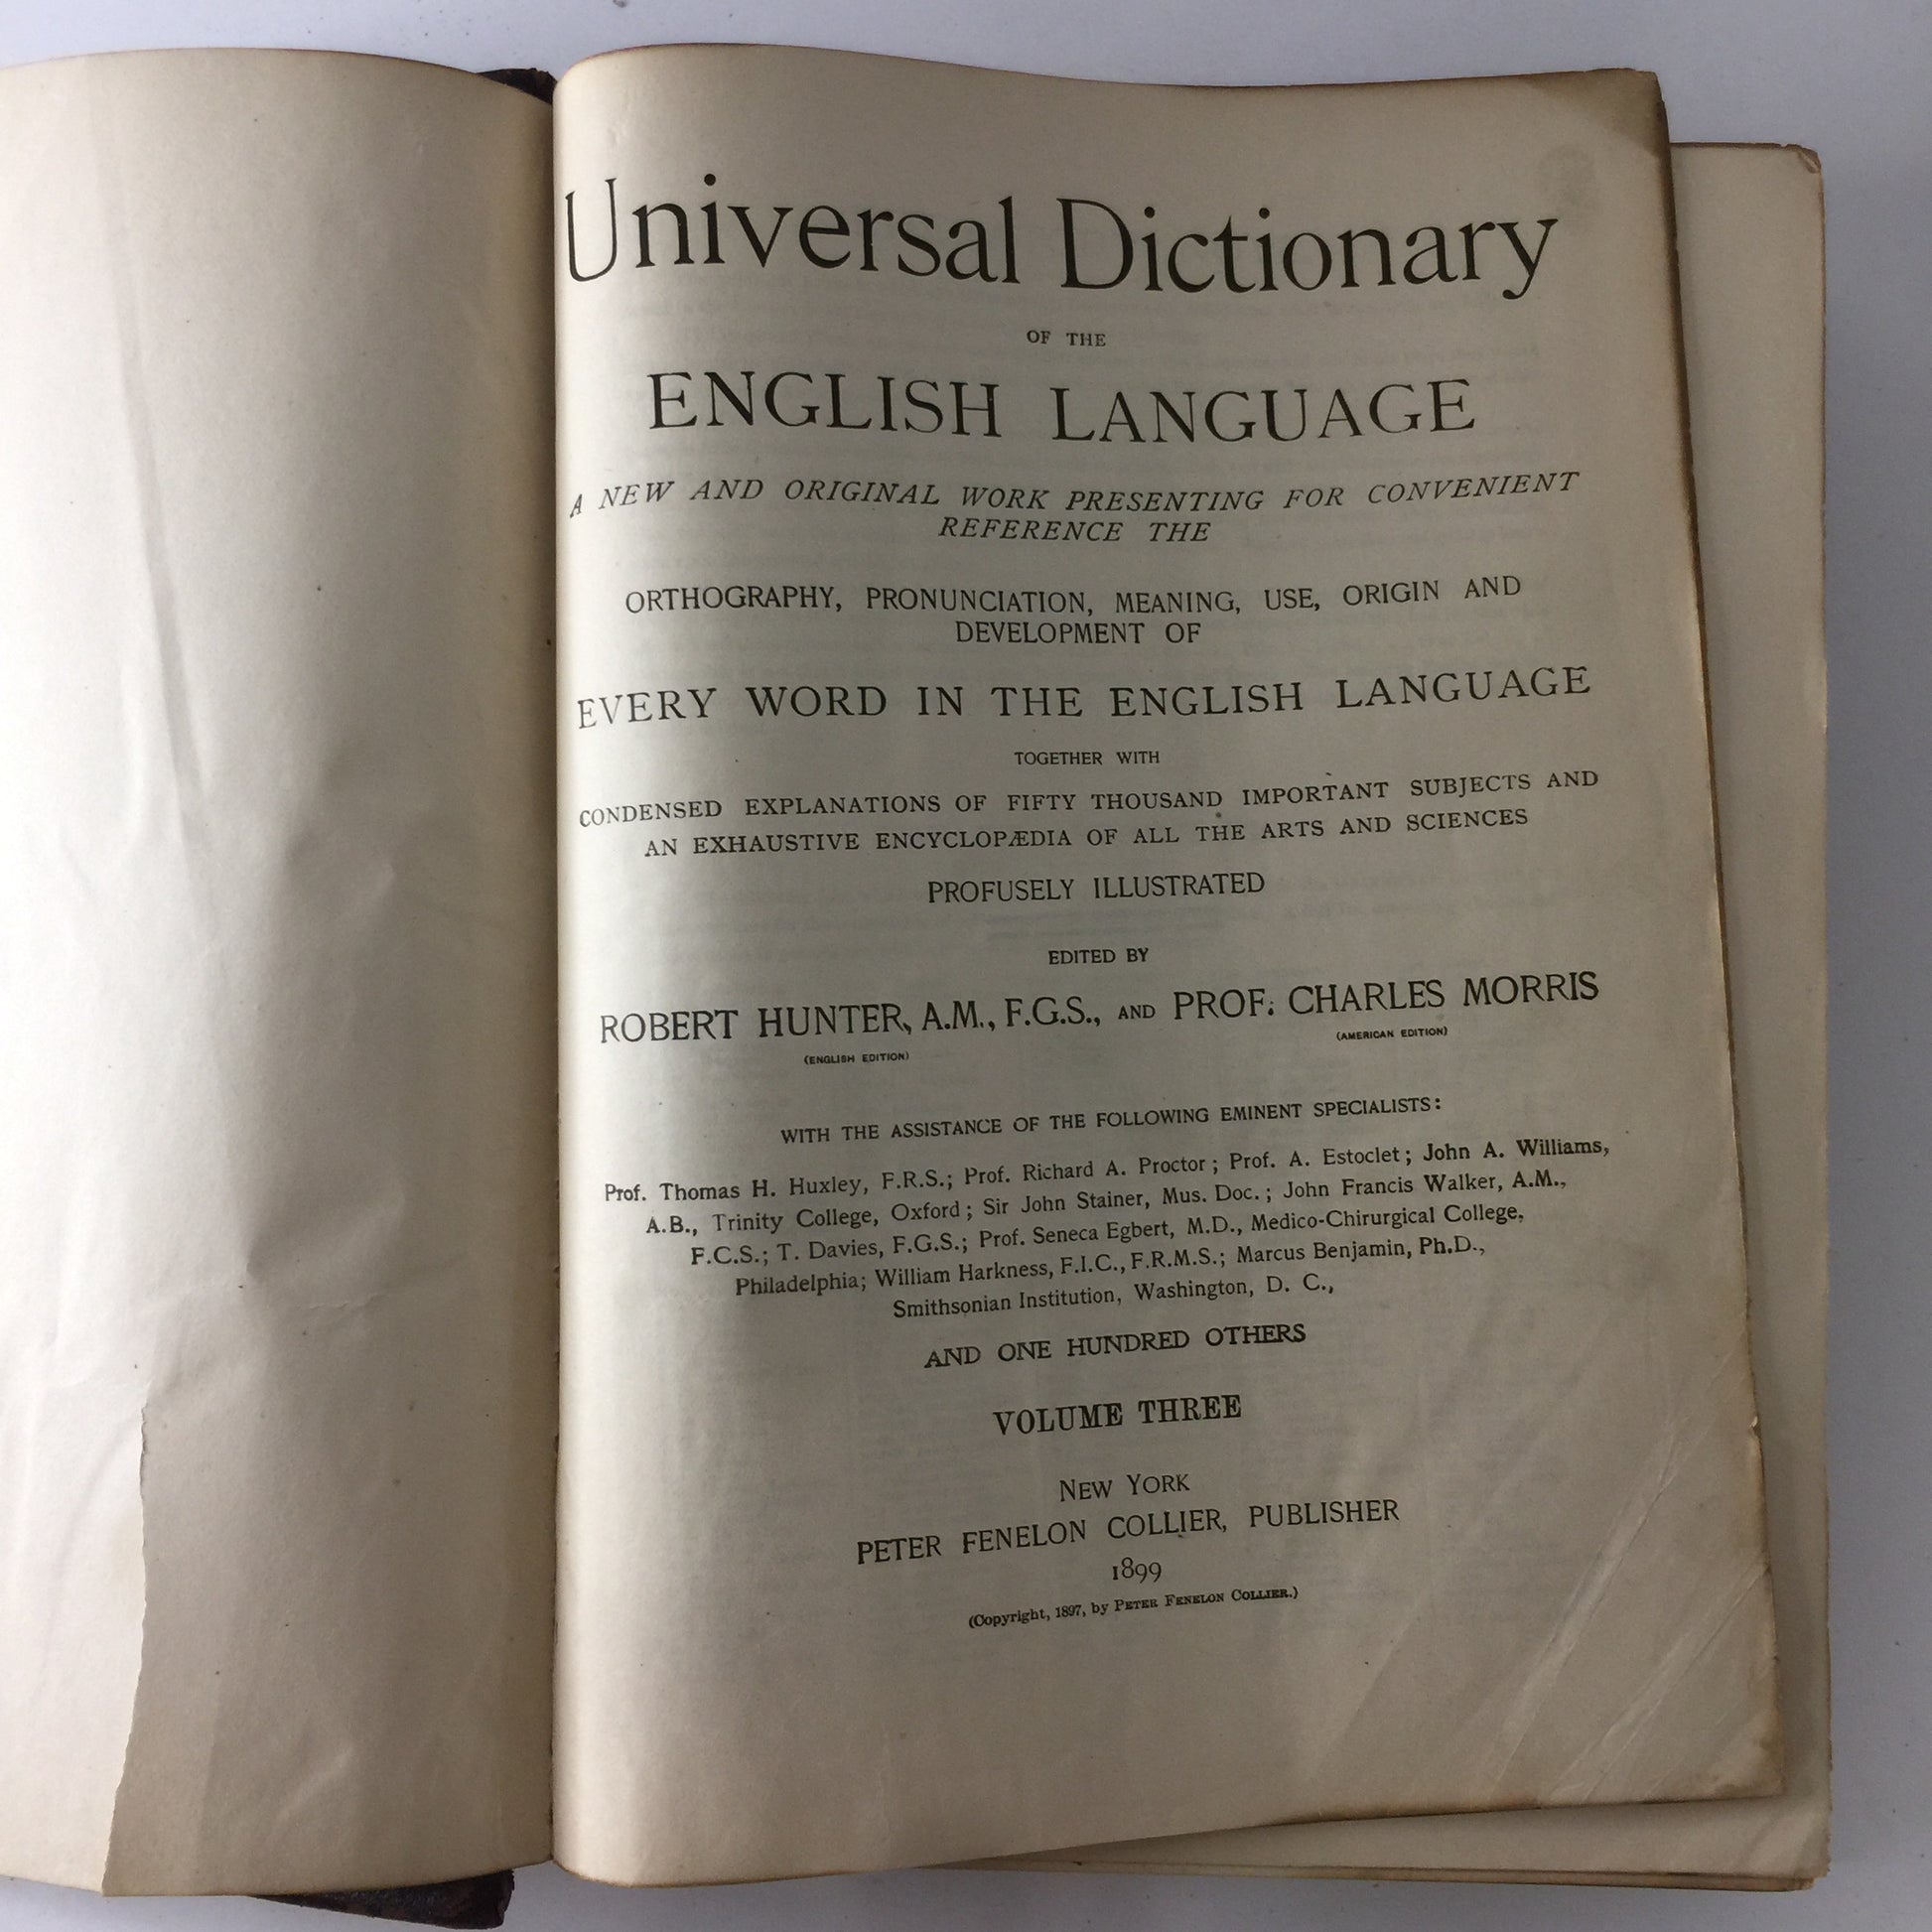 Universal Dictionary
OF THE
ENGLISH LANGUAGE
A NEW AND ORIGINAL WORK PRESENTING FOR CONVENIENT
REFERENCE THE
ORTHOGRAPHY, PRONUNCIATION, MEANING, USE, ORIGIN AND
DEVELOPMENT OF
EVERY WORD IN THE ENGLISH LANGUAGE
TOGETHER WITH
CONDENSED EXPLANATIONS OF FIFTY THOUSAND IMPORTANT SUBJECTS AND
AN EXHAUSTIVE ENCYCLOPÆDIA OF ALL THE ARTS AND SCIENCES
PROFUSELY ILLUSTRATED
EDITED BY
ROBERT HUNTER, A.M., F.G.S., AND PROF. CHARLES MORRIS
(ENGLISH EDITION) (AMERICAN EDITION)
WITH THE ASSISTANCE OF THE FOLLOWING EMINENT SPECIALISTS:
Prof. Thomas H. Huxley, F.R.S.; Prof. Richard A. Proctor; Prof. A. Estoclet; John A. Williams,
A.B., Trinity College, Oxford; Sir John Stainer, Mus. Doc.; John Francis Walker, A.M.,
F.C.S.; T. Davies, F.G.S.; Prof. Seneca Egbert, M.D., Medico-Chirurgical College,
Philadelphia; William Harkness, F.I.C., F.R.M.S.; Marcus Benjamin, Ph.D.,
Smithsonian Institution, Washington, D. C.,
AND ONE HUNDRED OTHERS
VOLUME THREE
NEW YORK
PETER FENELON COLLIER, PUBLISHER
1899
(Copyright, 1897, by PETER FENELON COLLIER.)